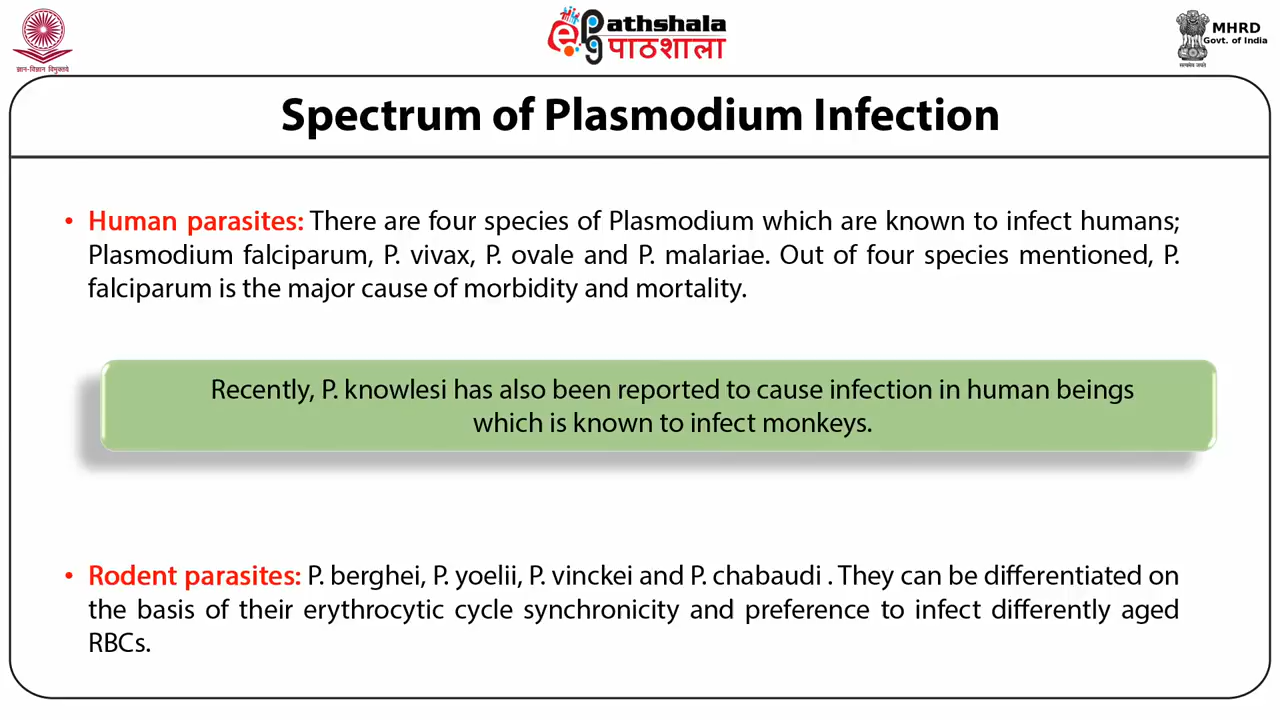 ज्ञान-विज्ञान विमुक्तये
ePathshala
पाठशाला
MHRD
Govt. of India
सत्यमेव जयते
Spectrum of Plasmodium Infection
• Human parasites: There are four species of Plasmodium which are known to infect humans;
Plasmodium falciparum, P. vivax, P. ovale and P. malariae. Out of four species mentioned, P.
falciparum is the major cause of morbidity and mortality.
Recently, P. knowlesi has also been reported to cause infection in human beings
which is known to infect monkeys.
• Rodent parasites: P. berghei, P. yoelii, P. vinckei and P. chabaudi . They can be differentiated on
the basis of their erythrocytic cycle synchronicity and preference to infect differently aged
RBCs.